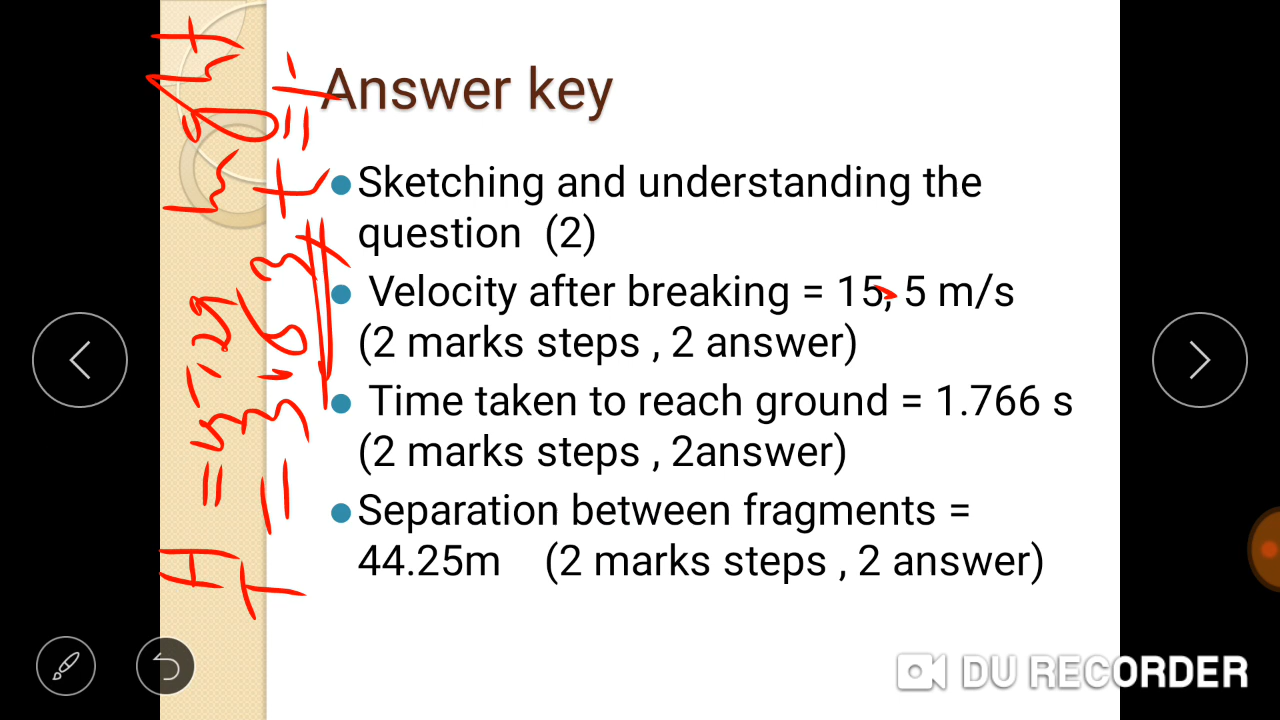 Answer key
Sketching and understanding the
question (2)
Velocity after breaking = 15, 5 m/s
(2 marks steps , 2 answer)
Time taken to reach ground = 1.766 s
(2 marks steps , 2answer)
Separation between fragments =
44.25m (2 marks steps , 2 answer)
DU RECORDER